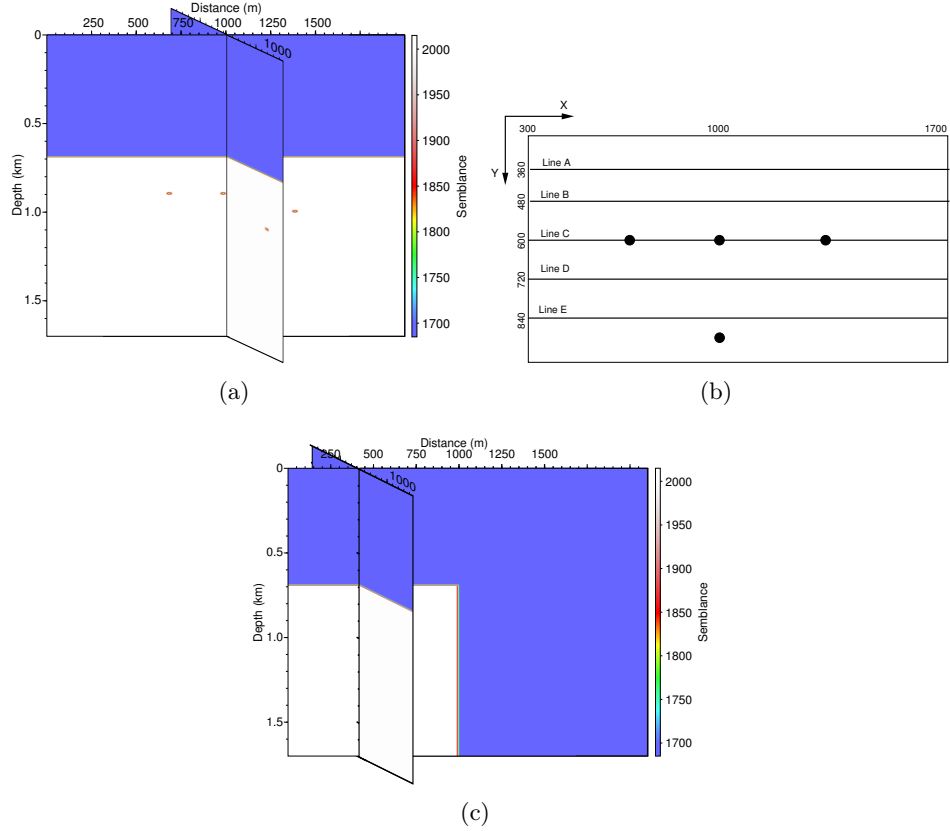 Distance (m)
250 500 750 1000 1250 1500
1000
0
0.5
1.0
1.5
Depth (km)
2000
1950
1900
1850
1800
1750
1700
Semblance
(a)
X
Y
300 1000 1700
360
480
600
720
840
Line A
Line B
Line C
Line D
Line E
(b)
Distance (m)
250 500 750 1000 1500
1000
0
0.5
1.0
1.5
Depth (km)
2000
1950
1900
1850
1800
1750
1700
Semblance
(c)